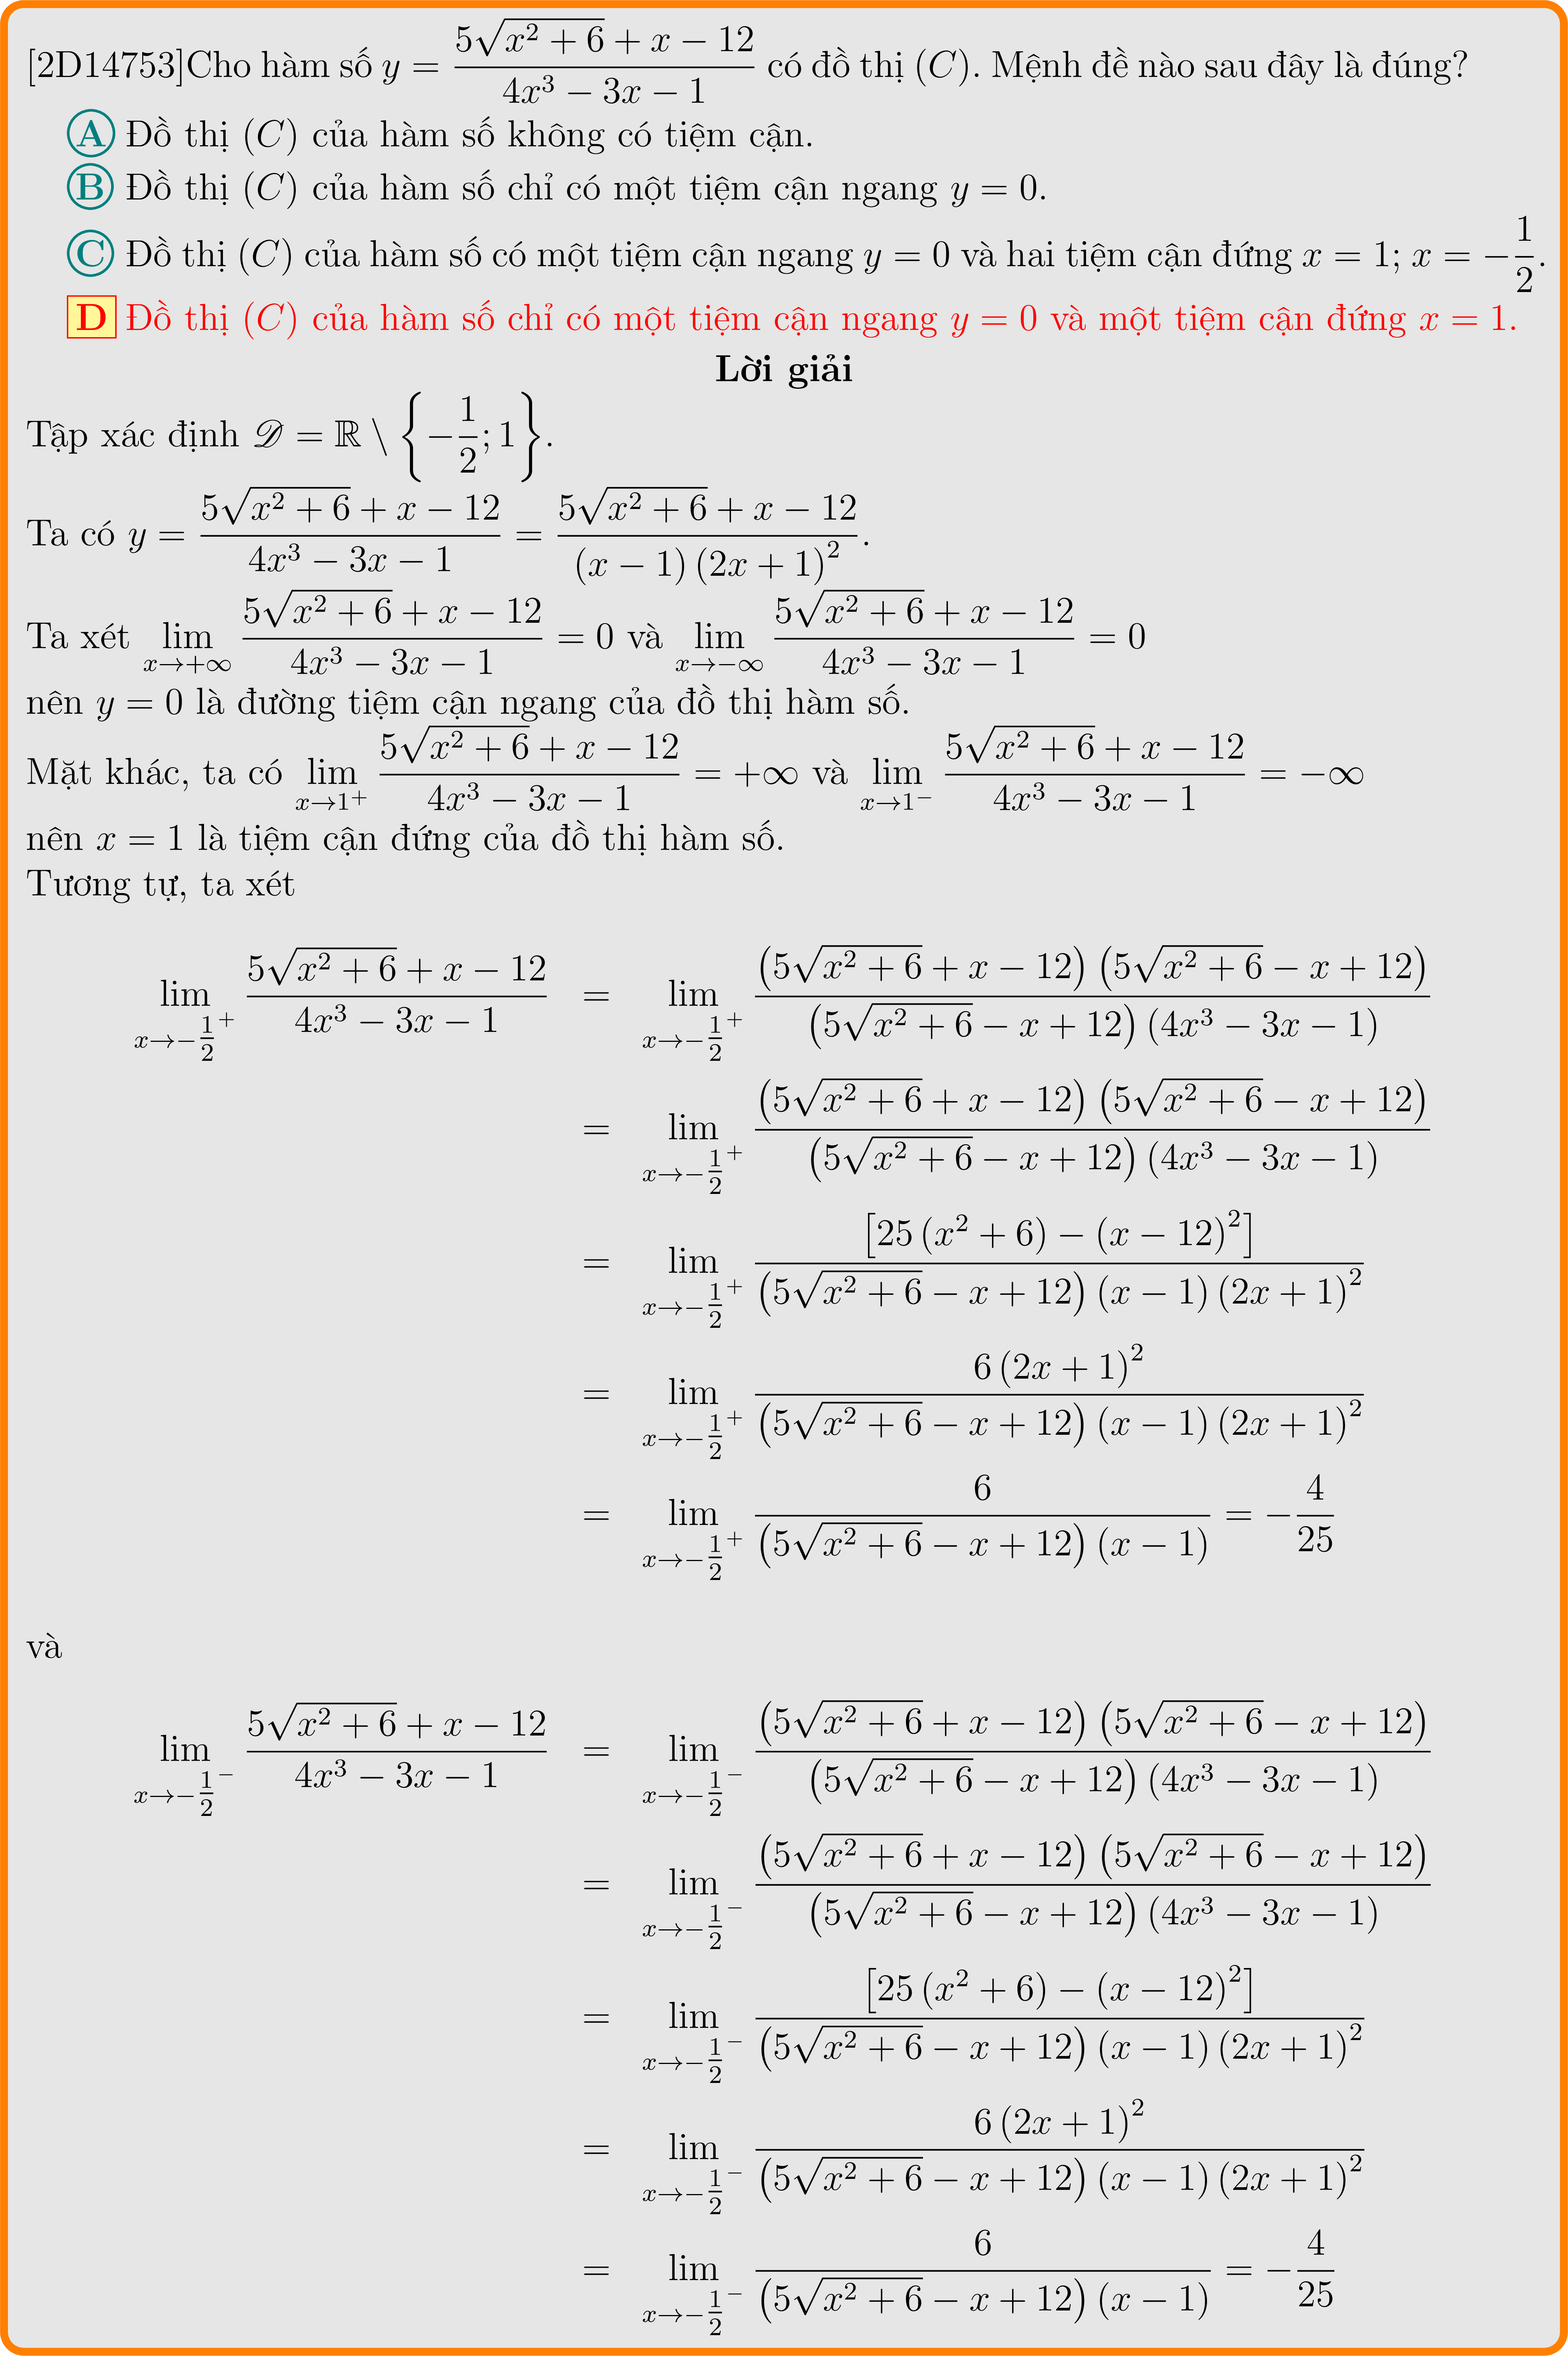 [2D14753]Cho hàm số $y = \dfrac{5\sqrt{x^2+6}+x-12}{4x^3-3x-1}$ có đồ thị $(C)$. Mệnh đề nào sau đây là đúng?
A Đồ thị $(C)$ của hàm số không có tiệm cận.
B Đồ thị $(C)$ của hàm số chỉ có một tiệm cận ngang $y = 0$.
C Đồ thị $(C)$ của hàm số có một tiệm cận ngang $y = 0$ và hai tiệm cận đứng $x = 1$; $x = -\dfrac{1}{2}$.
D Đồ thị $(C)$ của hàm số chỉ có một tiệm cận ngang $y = 0$ và một tiệm cận đứng $x = 1$.
Lời giải
Tập xác định $\mathscr{D} = \mathbb{R} \setminus \left\{-\dfrac{1}{2}; 1\right\}$.
Ta có $y = \dfrac{5\sqrt{x^2+6}+x-12}{4x^3-3x-1} = \dfrac{5\sqrt{x^2+6}+x-12}{(x-1)(2x+1)^2}$.
Ta xét $\lim\limits_{x\to+\infty} \dfrac{5\sqrt{x^2+6}+x-12}{4x^3-3x-1} = 0$ và $\lim\limits_{x\to-\infty} \dfrac{5\sqrt{x^2+6}+x-12}{4x^3-3x-1} = 0$
nên $y = 0$ là đường tiệm cận ngang của đồ thị hàm số.
Mặt khác, ta có $\lim\limits_{x\to1^+} \dfrac{5\sqrt{x^2+6}+x-12}{4x^3-3x-1} = +\infty$ và $\lim\limits_{x\to1^-} \dfrac{5\sqrt{x^2+6}+x-12}{4x^3-3x-1} = -\infty$
nên $x = 1$ là tiệm cận đứng của đồ thị hàm số.
Tương tự, ta xét
$\lim\limits_{x\to-\frac{1}{2}^+} \dfrac{5\sqrt{x^2+6}+x-12}{4x^3-3x-1} = \lim\limits_{x\to-\frac{1}{2}^+} \dfrac{\left(5\sqrt{x^2+6}+x-12\right)\left(5\sqrt{x^2+6}-x+12\right)}{\left(5\sqrt{x^2+6}-x+12\right)(4x^3-3x-1)}$
$= \lim\limits_{x\to-\frac{1}{2}^+} \dfrac{\left(5\sqrt{x^2+6}+x-12\right)\left(5\sqrt{x^2+6}-x+12\right)}{\left(5\sqrt{x^2+6}-x+12\right)(4x^3-3x-1)}$
$= \lim\limits_{x\to-\frac{1}{2}^+} \dfrac{\left[25(x^2+6)-(x-12)^2\right]}{\left(5\sqrt{x^2+6}-x+12\right)(x-1)(2x+1)^2}$
$= \lim\limits_{x\to-\frac{1}{2}^+} \dfrac{6(2x+1)^2}{\left(5\sqrt{x^2+6}-x+12\right)(x-1)(2x+1)^2}$
$= \lim\limits_{x\to-\frac{1}{2}^+} \dfrac{6}{\left(5\sqrt{x^2+6}-x+12\right)(x-1)} = -\dfrac{4}{25}$
và
$\lim\limits_{x\to-\frac{1}{2}^-} \dfrac{5\sqrt{x^2+6}+x-12}{4x^3-3x-1} = \lim\limits_{x\to-\frac{1}{2}^-} \dfrac{\left(5\sqrt{x^2+6}+x-12\right)\left(5\sqrt{x^2+6}-x+12\right)}{\left(5\sqrt{x^2+6}-x+12\right)(4x^3-3x-1)}$
$= \lim\limits_{x\to-\frac{1}{2}^-} \dfrac{\left(5\sqrt{x^2+6}+x-12\right)\left(5\sqrt{x^2+6}-x+12\right)}{\left(5\sqrt{x^2+6}-x+12\right)(4x^3-3x-1)}$
$= \lim\limits_{x\to-\frac{1}{2}^-} \dfrac{\left[25(x^2+6)-(x-12)^2\right]}{\left(5\sqrt{x^2+6}-x+12\right)(x-1)(2x+1)^2}$
$= \lim\limits_{x\to-\frac{1}{2}^-} \dfrac{6(2x+1)^2}{\left(5\sqrt{x^2+6}-x+12\right)(x-1)(2x+1)^2}$
$= \lim\limits_{x\to-\frac{1}{2}^-} \dfrac{6}{\left(5\sqrt{x^2+6}-x+12\right)(x-1)} = -\dfrac{4}{25}$